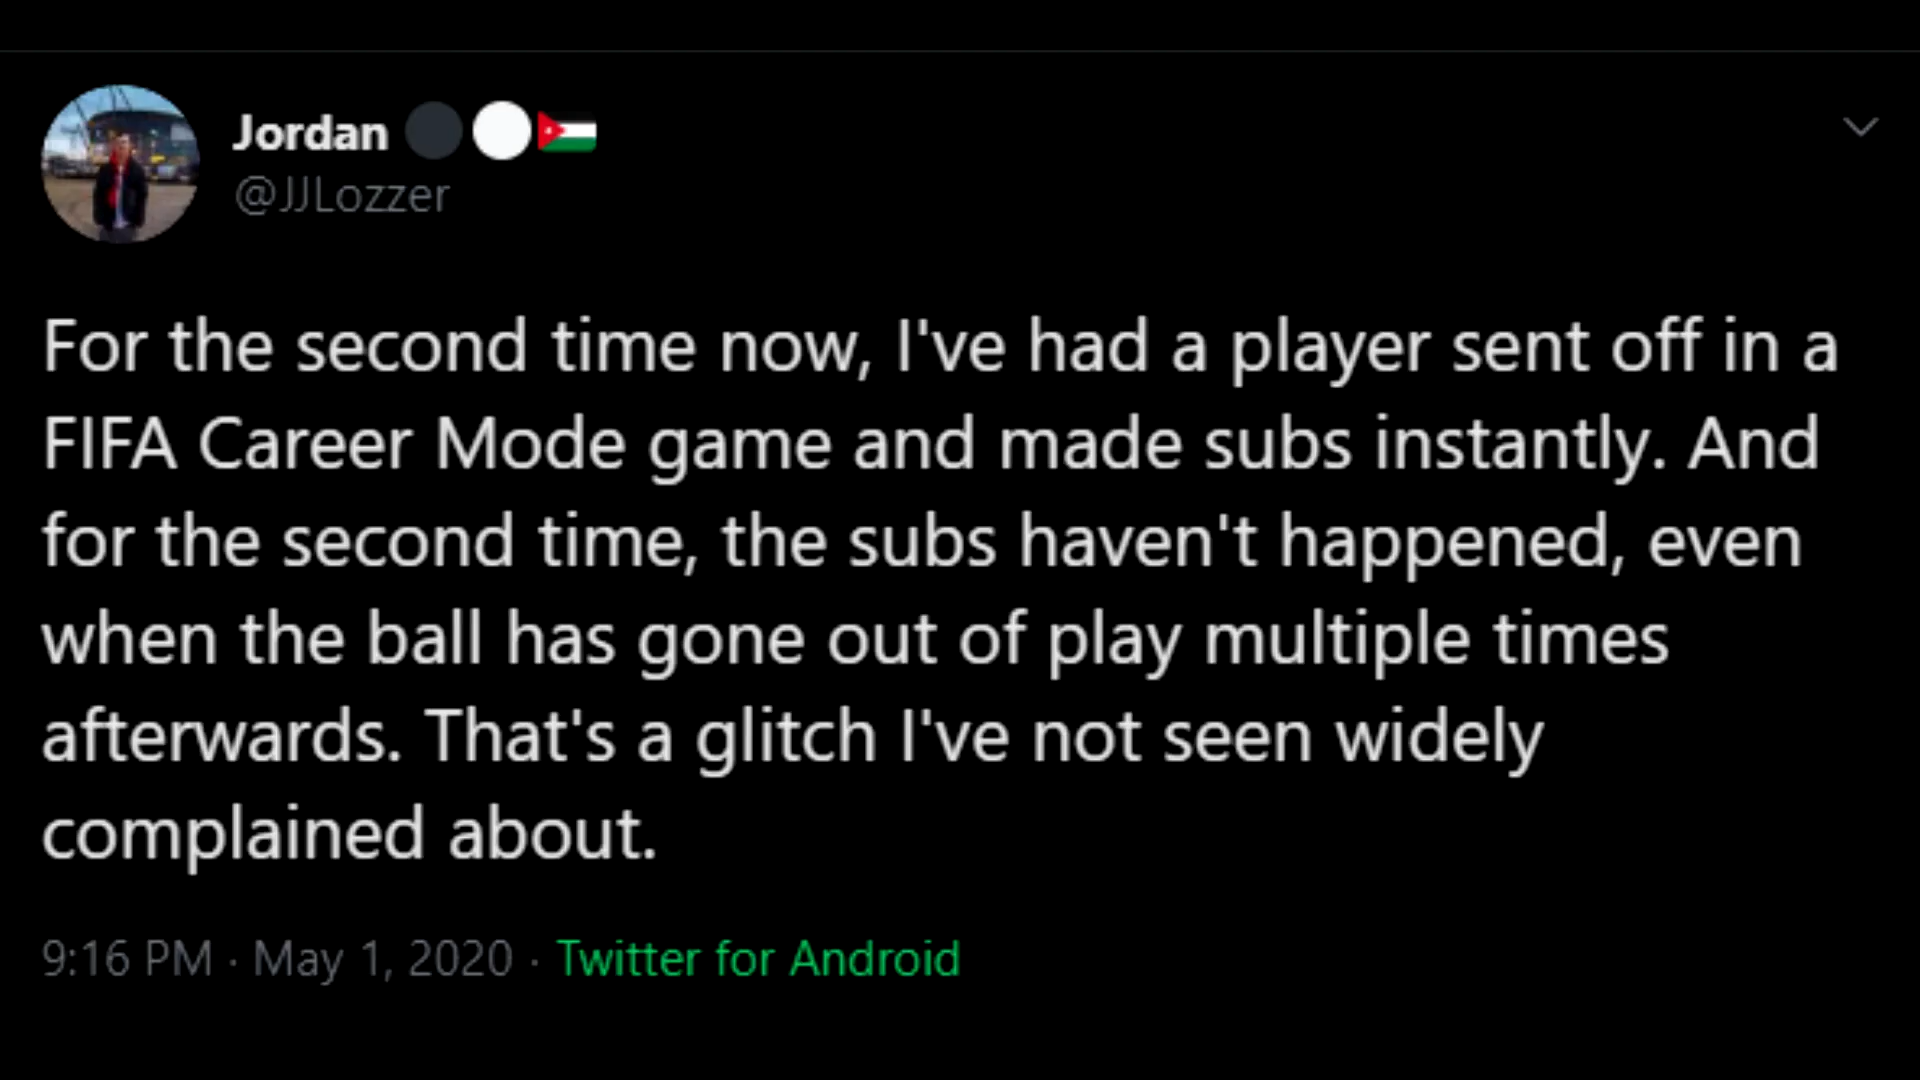 Jordan ⚫⚪🇯🇴
@JJLozzer
For the second time now, I've had a player sent off in a
FIFA Career Mode game and made subs instantly. And
for the second time, the subs haven't happened, even
when the ball has gone out of play multiple times
afterwards. That's a glitch I've not seen widely
complained about.
9:16 PM · May 1, 2020 · Twitter for Android